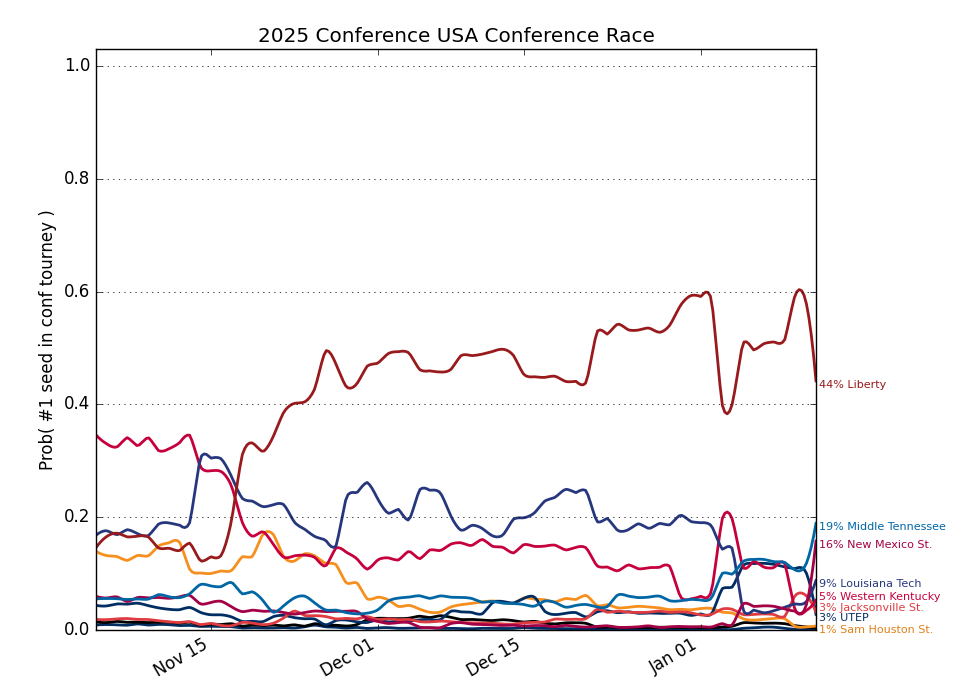 2025 Conference USA Conference Race
Prob( #1 seed in conf tourney )
1.0
0.8
0.6
0.4
0.2
0.0
Nov 15
Dec 01
Dec 15
Jan 01
44% Liberty
19% Middle Tennessee
16% New Mexico St.
9% Louisiana Tech
5% Western Kentucky
3% Jacksonville St.
3% UTEP
1% Sam Houston St.